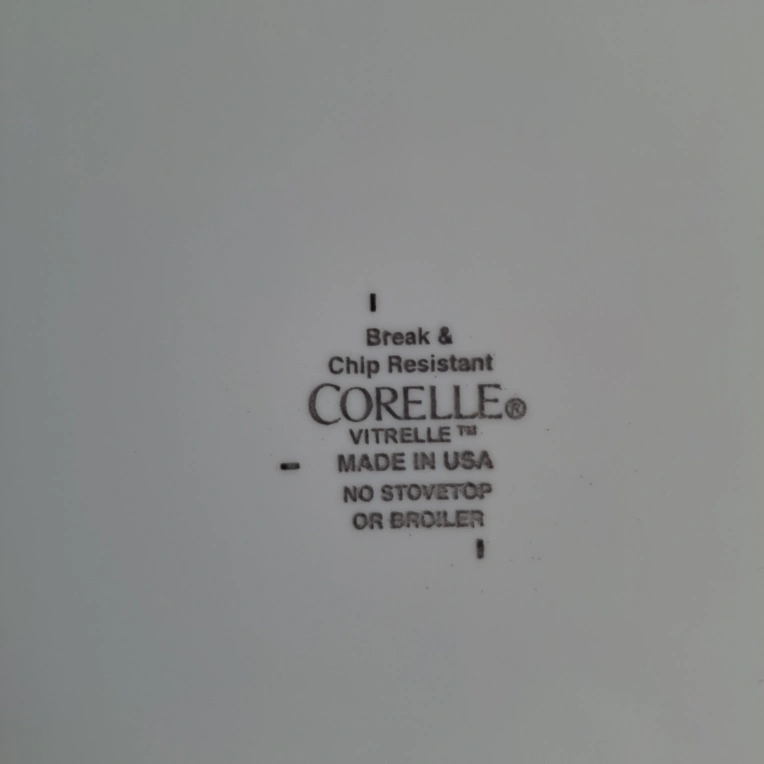 Break &
Chip Resistant
CORELLE®
VITRELLE™
MADE IN USA
NO STOVETOP
OR BROILER